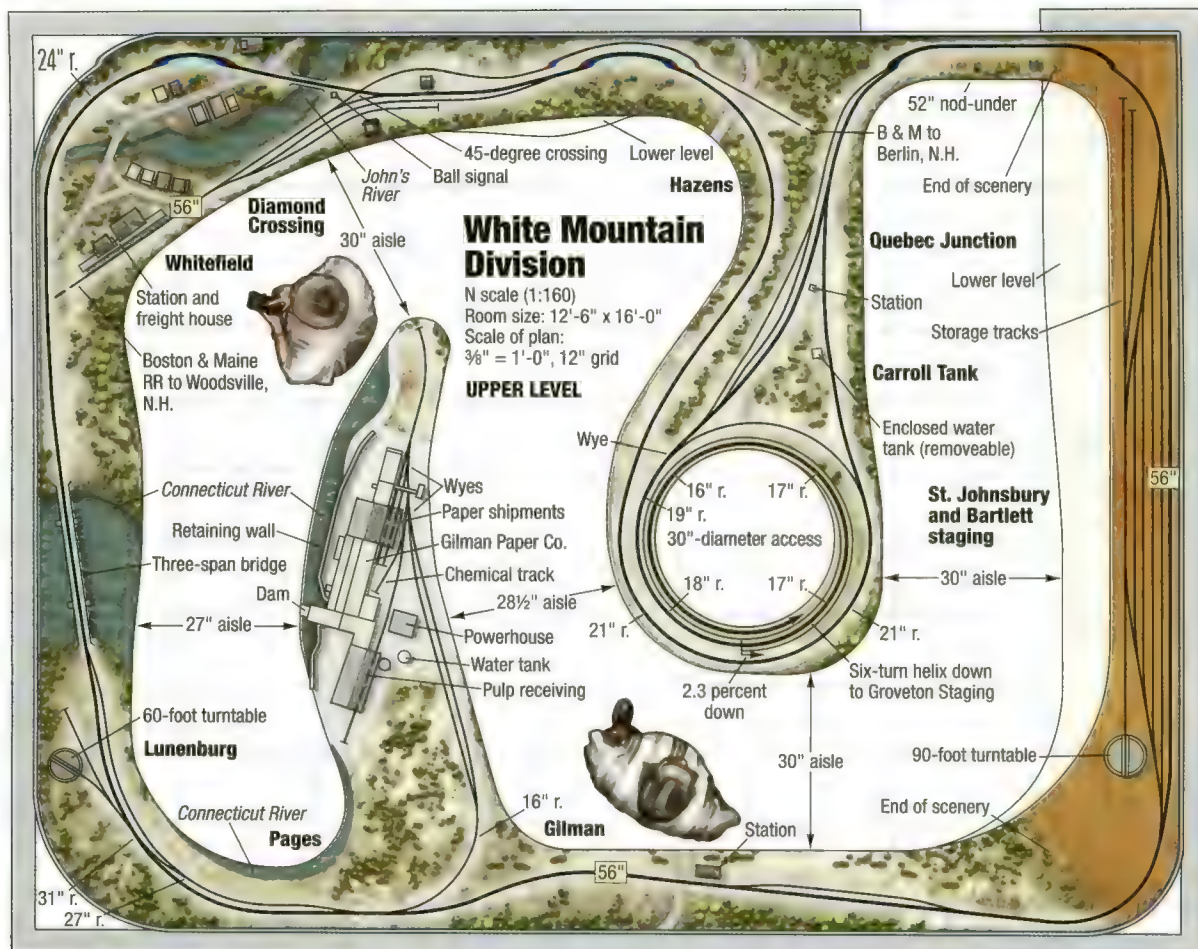 24" r.
52" nod-under
B & M to
Berlin, N.H.
End of scenery
45-degree crossing
Lower level
John's
River
Ball signal
Hazens
56"
Diamond
Crossing
30" aisle
White Mountain
Division
N scale (1:160)
Room size: 12'-6" x 16'-0"
Scale of plan:
3/8" = 1'-0", 12" grid
UPPER LEVEL
Whitefield
Station and
freight house
Boston & Maine
RR to Woodsville,
N.H.
Quebec Junction
Lower level
Station
Storage tracks
Carroll Tank
Enclosed water
tank (removeable)
Wye
Connecticut River
Wyes
Paper shipments
Retaining wall
Gilman Paper Co.
Three-span bridge
Chemical track
Dam
27" aisle
28½" aisle
Powerhouse
Water tank
Pulp receiving
16" r.
17" r.
19" r.
30"-diameter access
18" r.
17" r.
21" r.
21" r.
2.3 percent
down
Six-turn helix down
to Groveton Staging
St. Johnsbury
and Bartlett
staging
56"
30" aisle
60-foot turntable
Lunenburg
30" aisle
90-foot turntable
Connecticut River
Pages
16" r.
Gilman
Station
End of scenery
56"
31" r.
27" r.